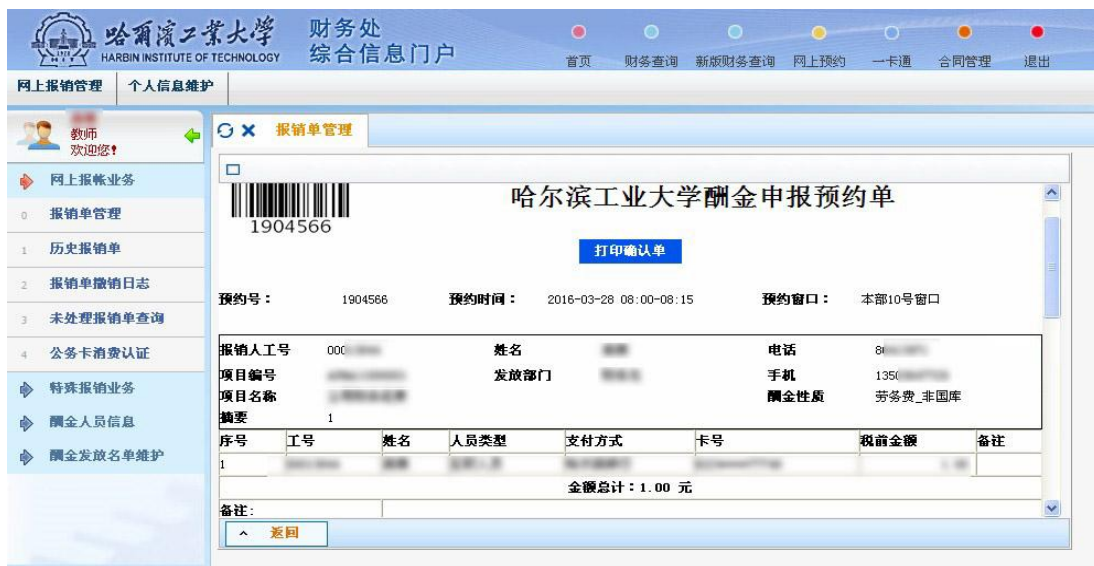 哈爾濱工業大學
HARBIN INSTITUTE OF TECHNOLOGY
财务处
综合信息门户
首页 财务查询 新版财务查询 网上预约 一卡通 合同管理 退出
网上报销管理 个人信息维护
教师
欢迎您!
报销单管理
网上报帐业务
0 报销单管理
1 历史报销单
2 报销单撤销日志
3 未处理报销单查询
4 公务卡消费认证
特殊报销业务
酬金人员信息
酬金发放名单维护
1904566
哈尔滨工业大学酬金申报预约单
打印确认单
预约号: 1904566 预约时间: 2016-03-28 08:00-08:15 预约窗口: 本部10号窗口
报销人工号 000 姓名 电话 8
项目编号 发放部门 手机 1350
项目名称 酬金性质 劳务费_非国库
摘要 1
序号 工号 姓名 人员类型 支付方式 卡号 税前金额 备注
1
金额总计:1.00 元
备注:
返回